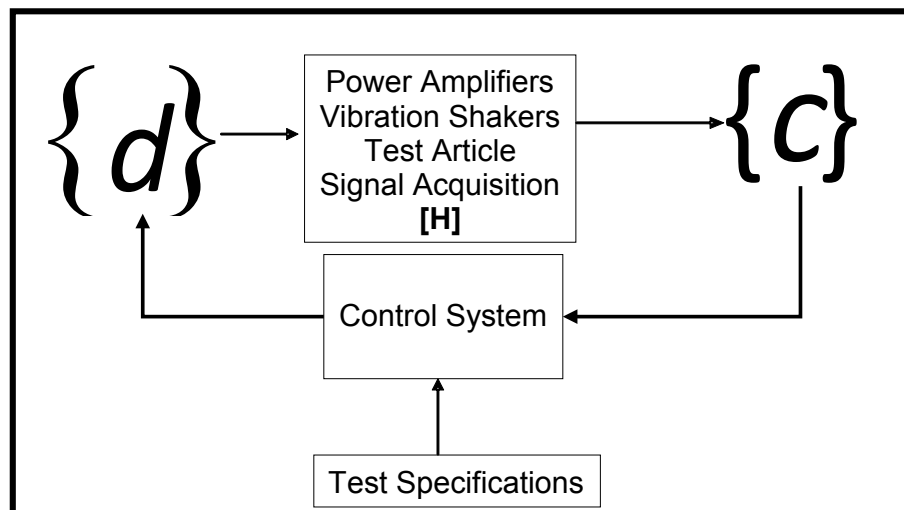 {d}
Power Amplifiers
Vibration Shakers
Test Article
Signal Acquisition
[H]
{c}
Control System
Test Specifications